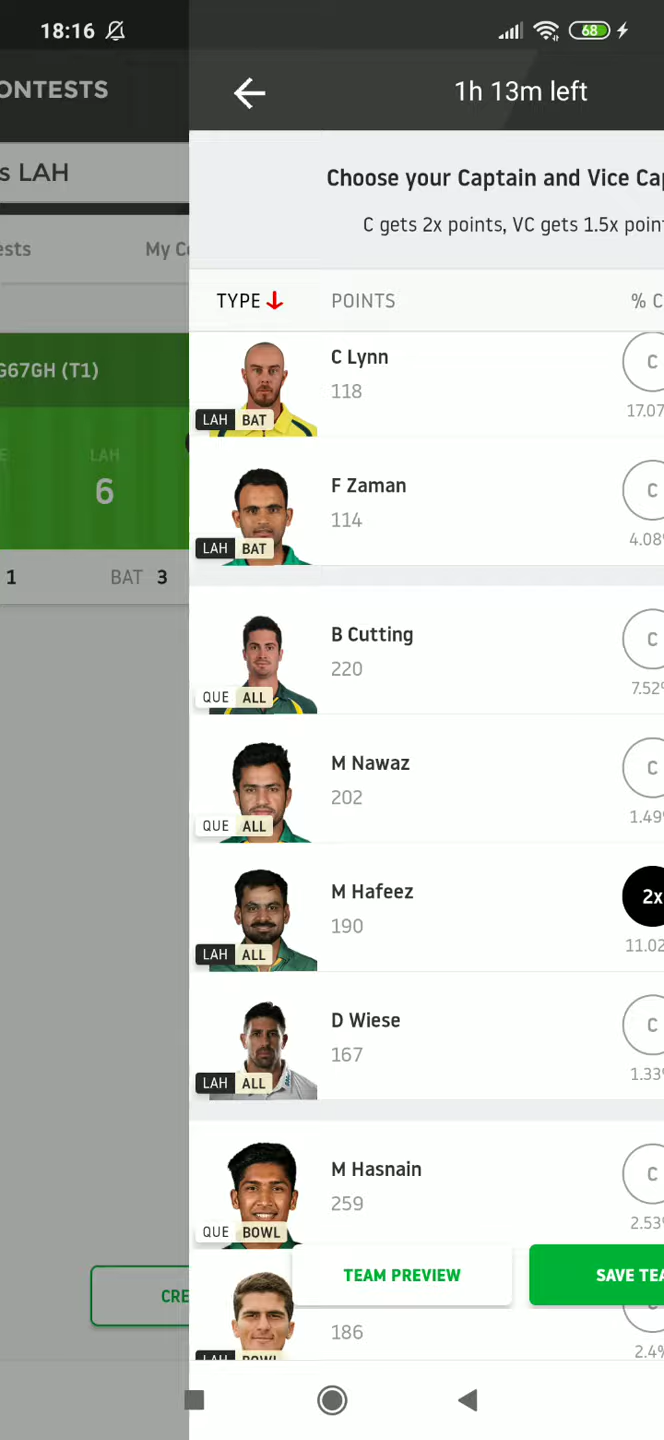 18:16 68
ONTESTS
1h 13m left
s LAH
Choose your Captain and Vice Cap
C gets 2x points, VC gets 1.5x poin
ests My C
TYPE POINTS % C
G67GH (T1)
C Lynn
118
C
17.07
LAH BAT
LAH
6
F Zaman
114
C
4.08%
LAH BAT
1 BAT 3
B Cutting
220
C
7.52%
QUE ALL
M Nawaz
202
C
1.49%
QUE ALL
M Hafeez
190
2x
11.02
LAH ALL
D Wiese
167
C
1.33%
LAH ALL
M Hasnain
259
C
2.53%
QUE BOWL
CRE
TEAM PREVIEW
SAVE TEA
186
2.4%
LAH BOWL